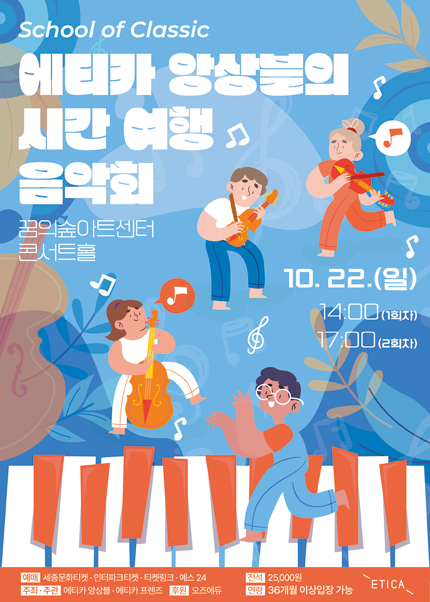 School of Classic
에티카 앙상블의
시간 여행
음악회
꿈의숲아트센터
콘서트홀
10. 22.(일)
14:00(1회차)
17:00(2회차)
예매 세종문화티켓 · 인터파크티켓 · 티켓링크 · 예스 24
주최 · 주관 에티카 앙상블 · 에티카 프렌즈 후원 오즈에듀
전석 25,000원
연령 36개월 이상입장 가능
ETICA